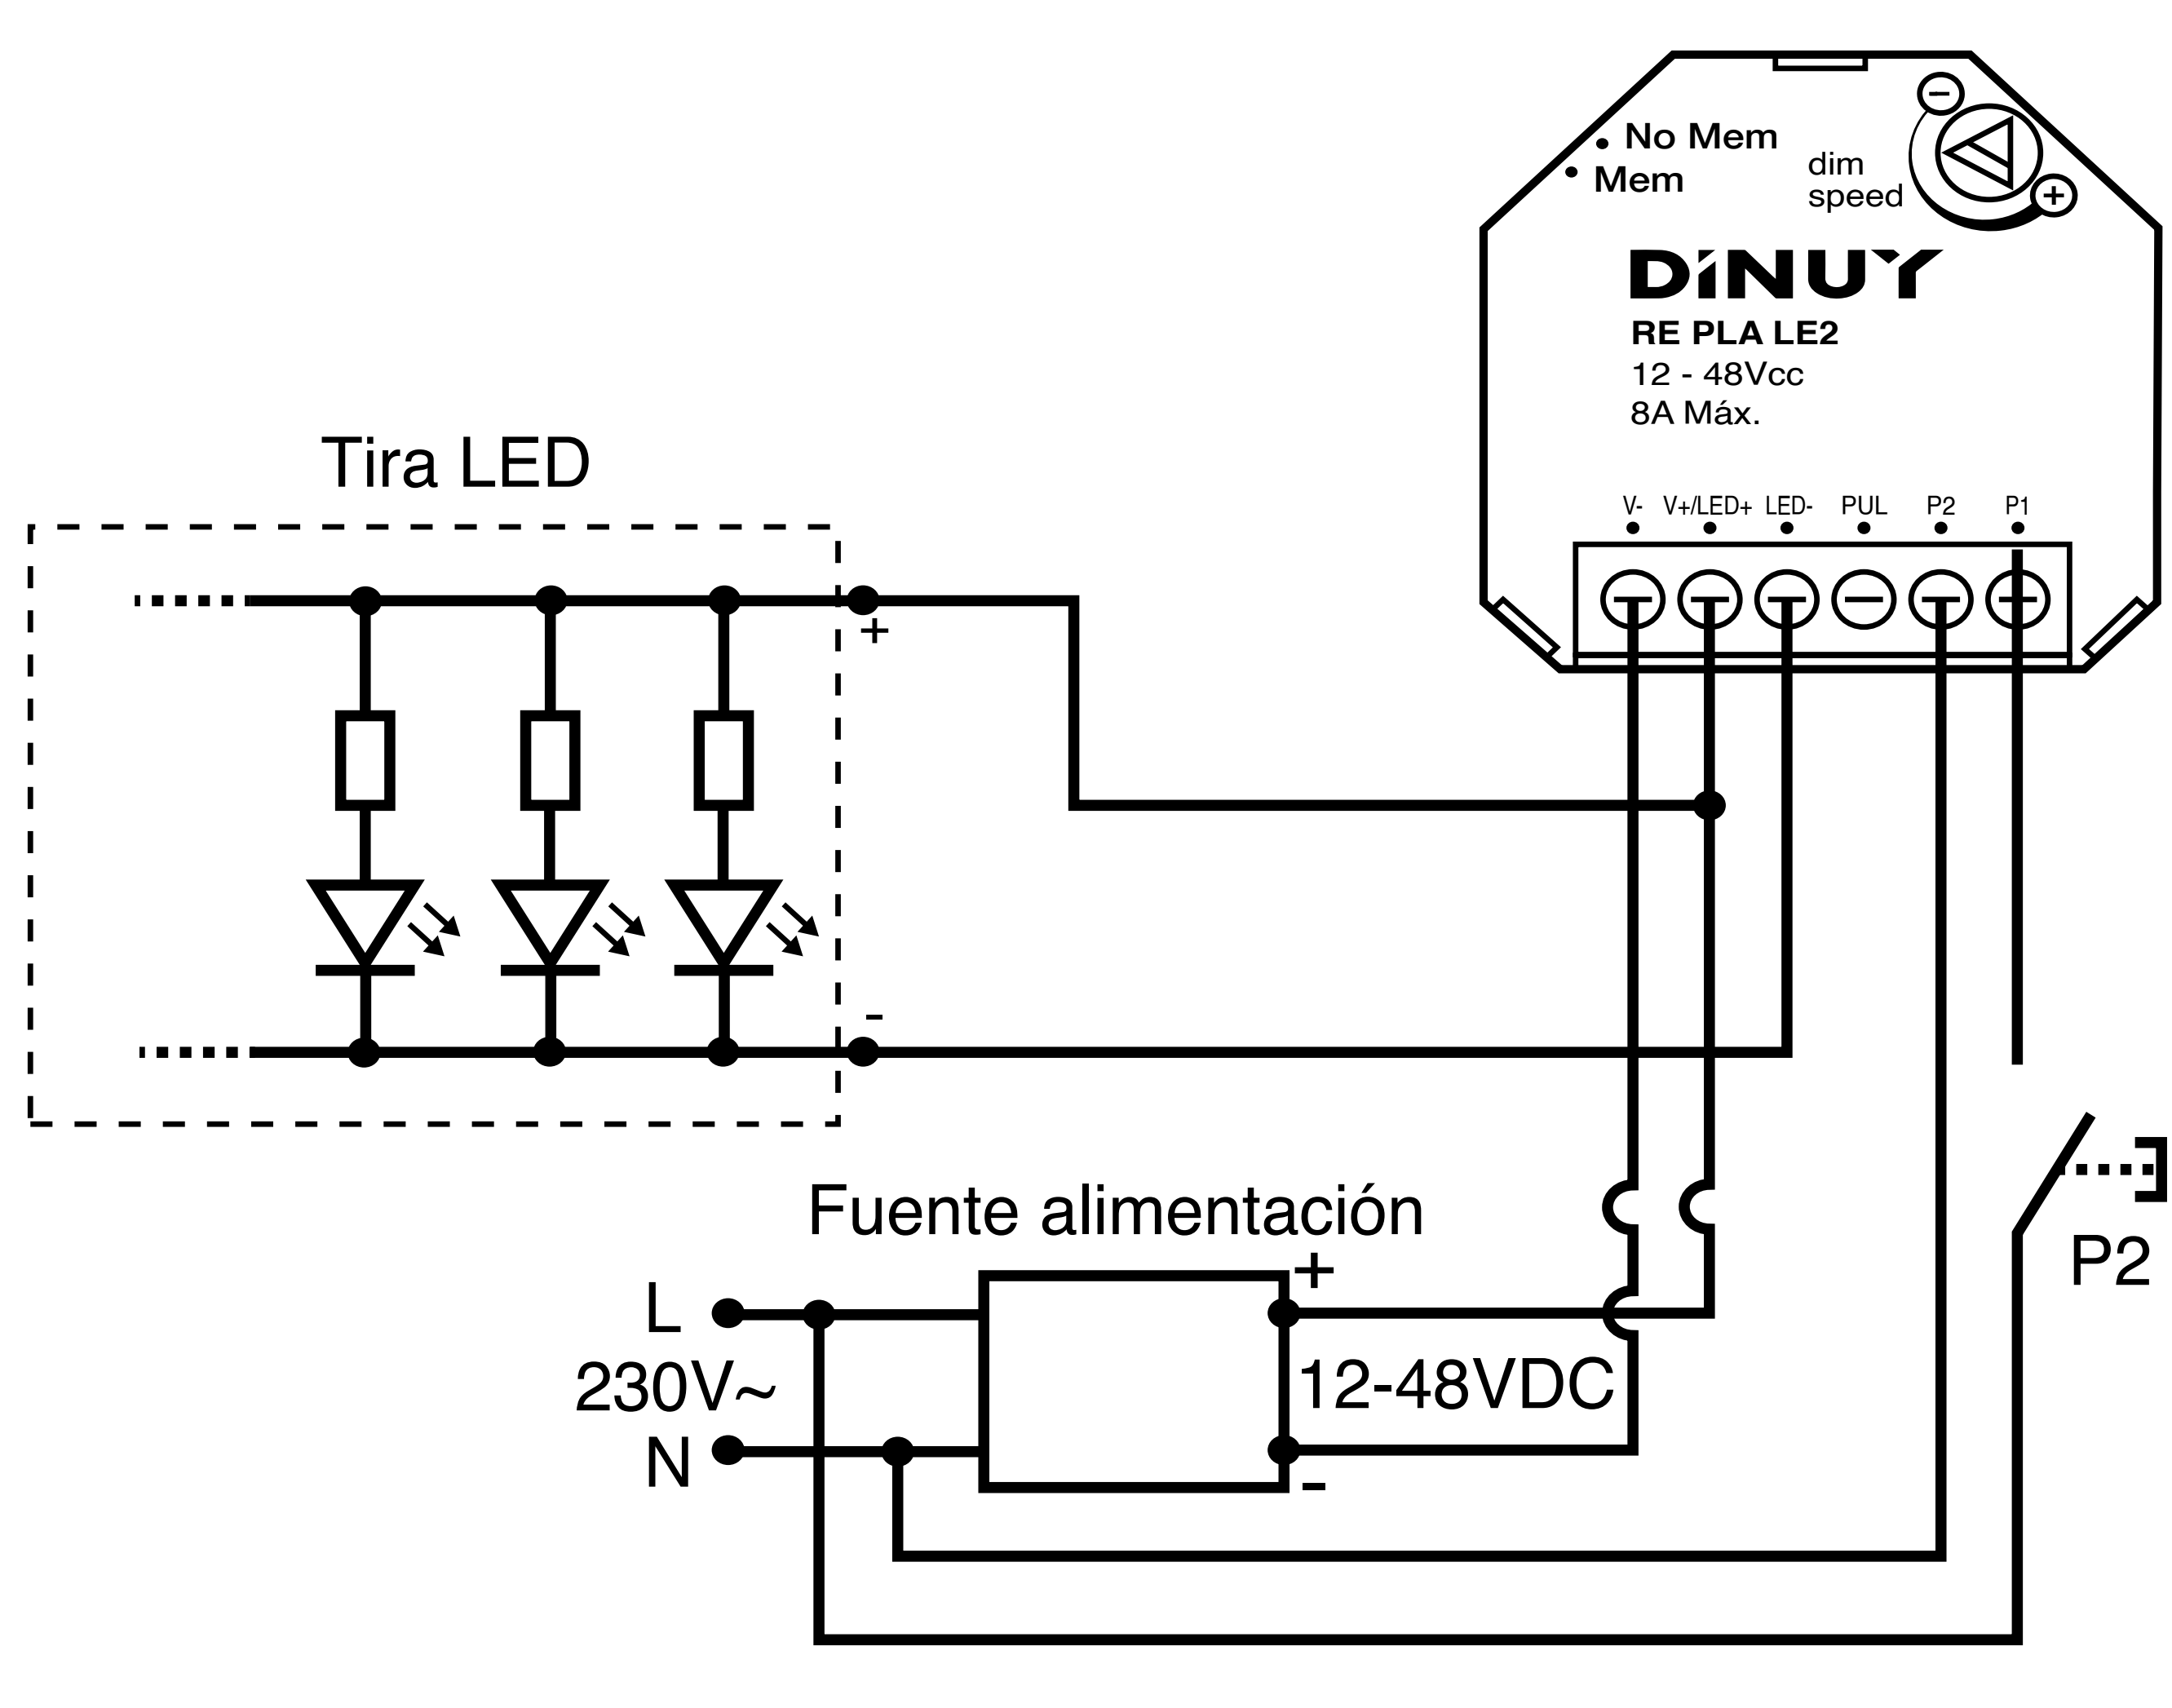 No Mem
Mem
dim
speed
DiNUY
RE PLA LE2
12 - 48Vcc
8A Máx.
V- V+/LED+ LED- PUL P2 P1
Tira LED
+
-
Fuente alimentación
+
L
230V~
N
12-48VDC
-
P2